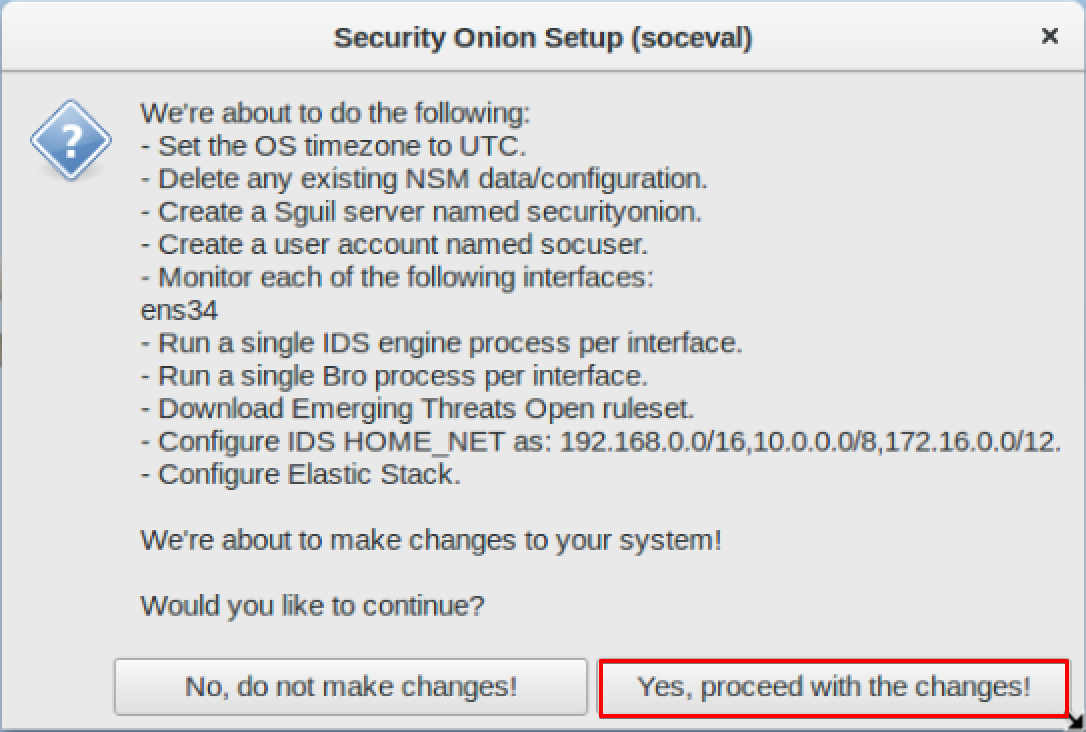 Security Onion Setup (soceval)
×
?
We're about to do the following:
- Set the OS timezone to UTC.
- Delete any existing NSM data/configuration.
- Create a Sguil server named securityonion.
- Create a user account named socuser.
- Monitor each of the following interfaces:
ens34
- Run a single IDS engine process per interface.
- Run a single Bro process per interface.
- Download Emerging Threats Open ruleset.
- Configure IDS HOME_NET as: 192.168.0.0/16,10.0.0.0/8,172.16.0.0/12.
- Configure Elastic Stack.
We're about to make changes to your system!
Would you like to continue?
No, do not make changes!
Yes, proceed with the changes!